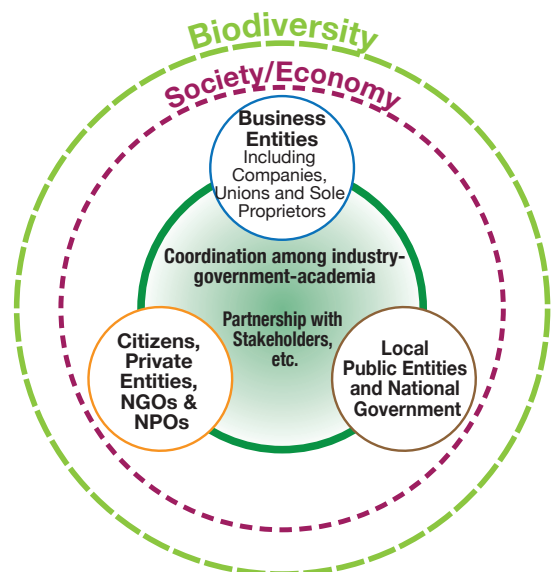 Biodiversity
Society/Economy
Business
Entities
Including
Companies,
Unions and Sole
Proprietors
Coordination among industry-
government-academia
Partnership with
Stakeholders,
etc.
Citizens,
Private
Entities,
NGOs &
NPOs
Local
Public Entities
and National
Government